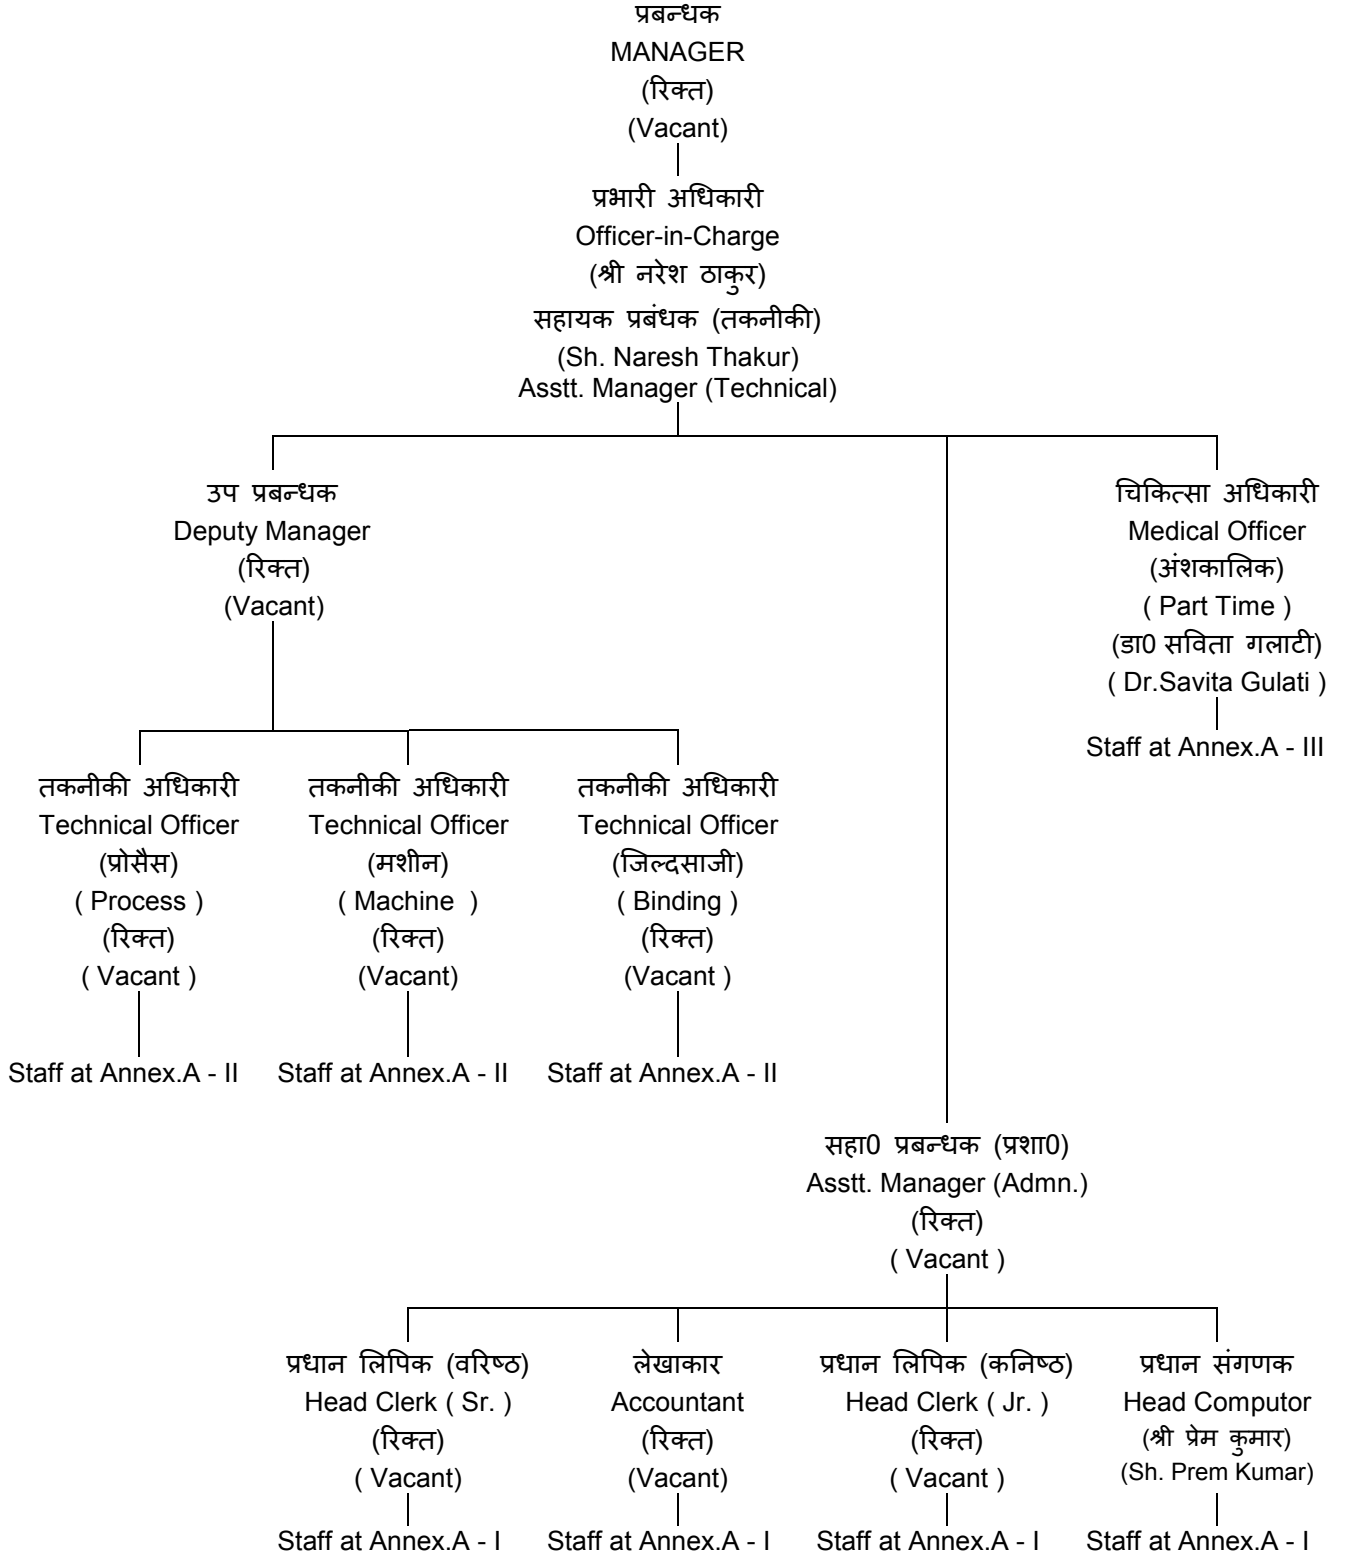 प्रबन्धक
MANAGER
(रिक्त)
(Vacant)
प्रभारी अधिकारी
Officer-in-Charge
(श्री नरेश ठाकुर)
सहायक प्रबंधक (तकनीकी)
(Sh. Naresh Thakur)
Asstt. Manager (Technical)
उप प्रबन्धक
Deputy Manager
(रिक्त)
(Vacant)
चिकित्सा अधिकारी
Medical Officer
(अंशकालिक)
( Part Time )
(डा0 सविता गलाटी)
( Dr.Savita Gulati )
Staff at Annex.A - III
तकनीकी अधिकारी
Technical Officer
(प्रोसैस)
( Process )
(रिक्त)
( Vacant )
Staff at Annex.A - II
तकनीकी अधिकारी
Technical Officer
(मशीन)
( Machine )
(रिक्त)
(Vacant)
Staff at Annex.A - II
तकनीकी अधिकारी
Technical Officer
(जिल्दसाजी)
( Binding )
(रिक्त)
(Vacant )
Staff at Annex.A - II
सहा0 प्रबन्धक (प्रशा0)
Asstt. Manager (Admn.)
(रिक्त)
( Vacant )
प्रधान लिपिक (वरिष्ठ)
Head Clerk ( Sr. )
(रिक्त)
( Vacant)
Staff at Annex.A - I
लेखाकार
Accountant
(रिक्त)
(Vacant)
Staff at Annex.A - I
प्रधान लिपिक (कनिष्ठ)
Head Clerk ( Jr. )
(रिक्त)
( Vacant )
Staff at Annex.A - I
प्रधान संगणक
Head Computor
(श्री प्रेम कुमार)
(Sh. Prem Kumar)
Staff at Annex.A - I